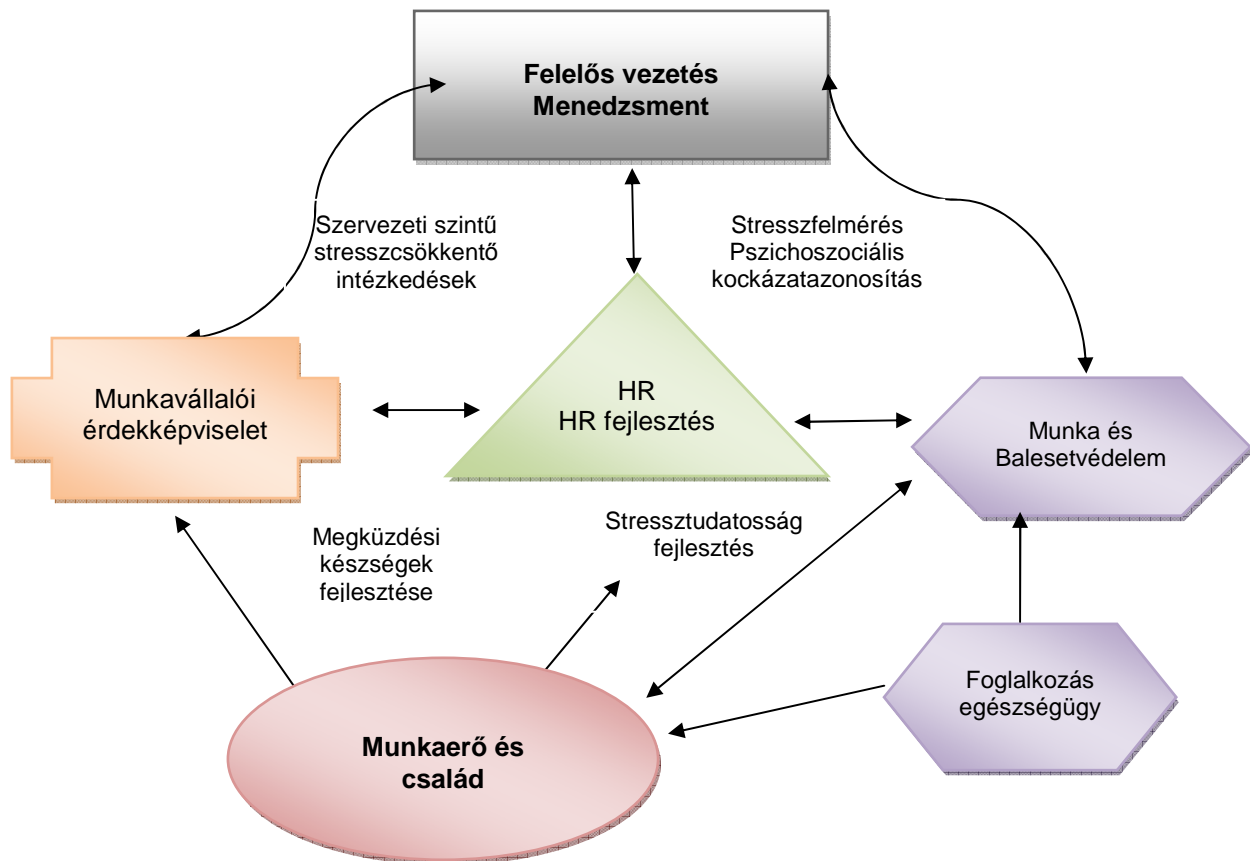 Felelős vezetés
Menedzsment
Szervezeti szintű
stresszcsökkentő
intézkedések
Stresszfelmérés
Pszichoszociális
kockázatazonosítás
Munkavállalói
érdekképviselet
HR
HR fejlesztés
Munka és
Balesetvédelem
Megküzdési
készségek
fejlesztése
Stressztudatosság
fejlesztés
Foglalkozás
egészségügy
Munkaerő és
család